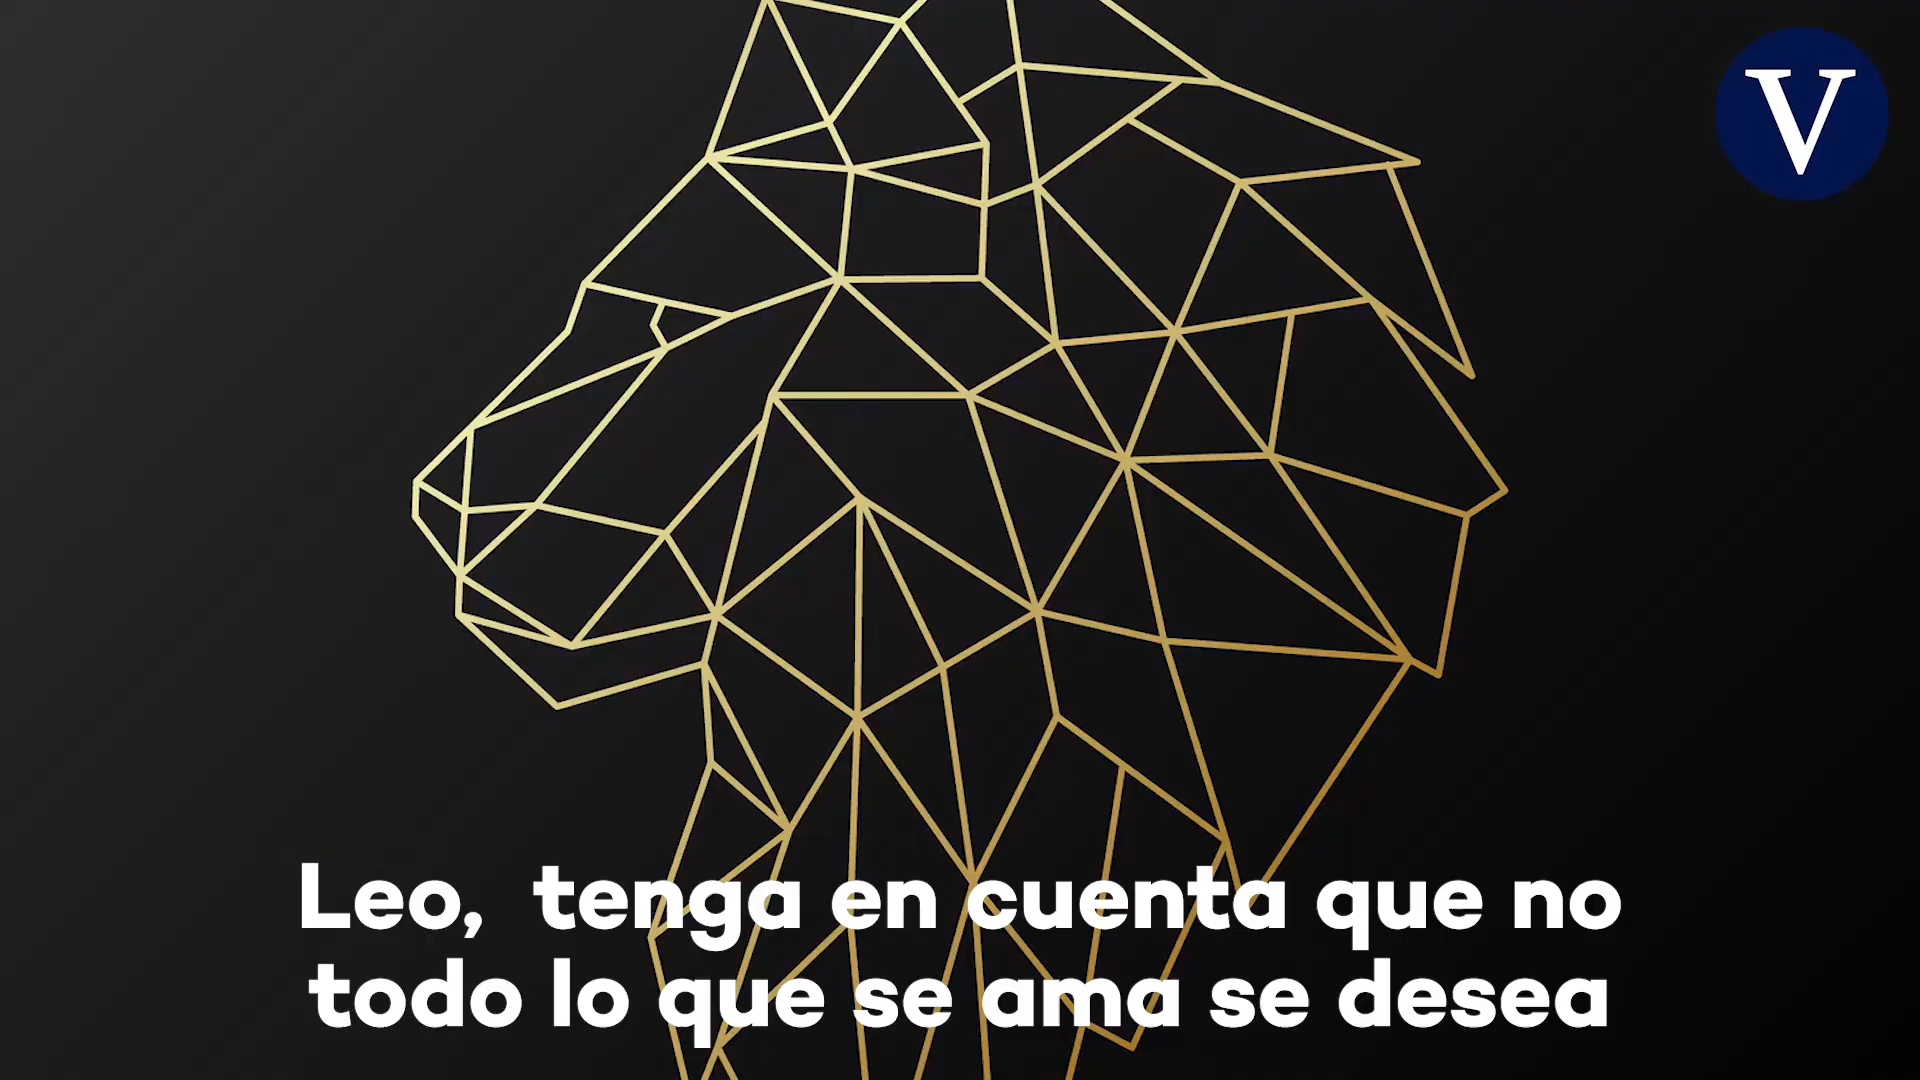 V
Leo,  tenga en cuenta que no
todo lo que se ama se desea